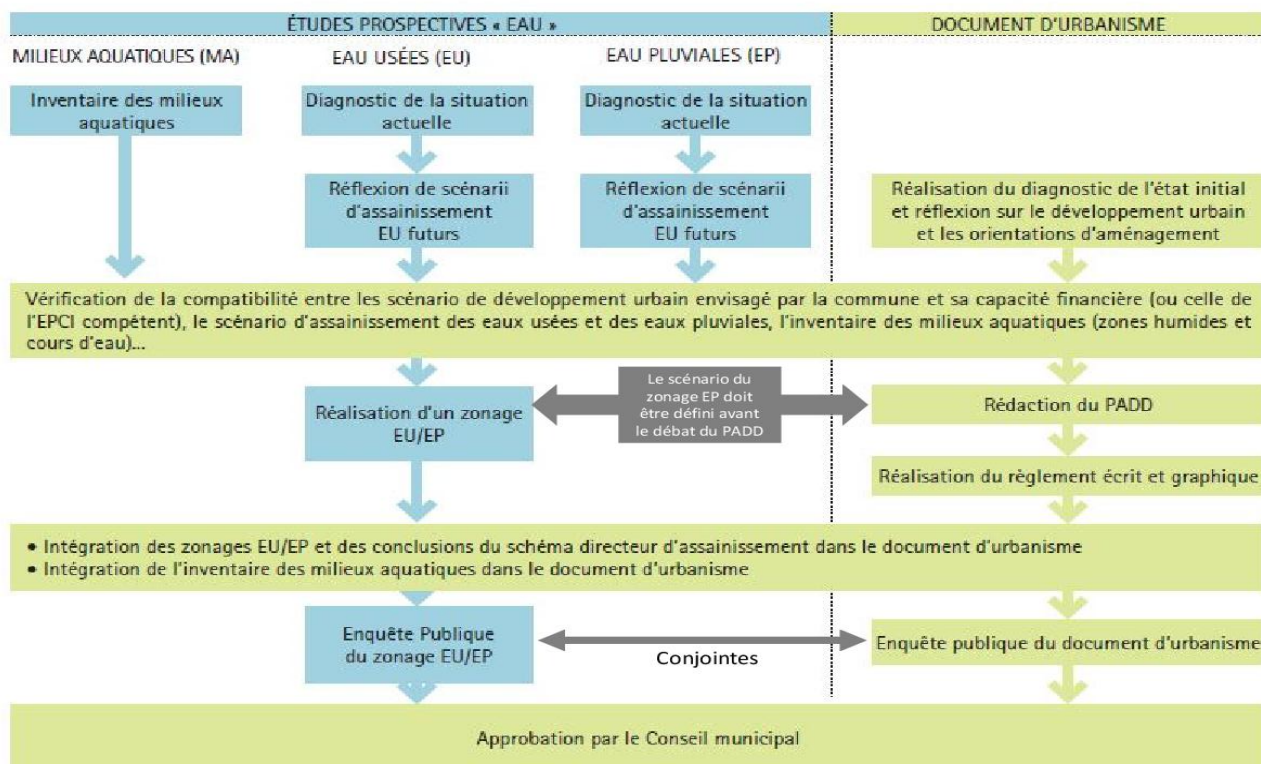 ÉTUDES PROSPECTIVES « EAU »
DOCUMENT D'URBANISME
MILIEUX AQUATIQUES (MA)
EAU USÉES (EU)
EAU PLUVIALES (EP)
Inventaire des milieux
aquatiques
Diagnostic de la situation
actuelle
Diagnostic de la situation
actuelle
Réflexion de scénarii
d'assainissement
EU futurs
Réflexion de scénarii
d'assainissement
EU futurs
Réalisation du diagnostic de l'état initial
et réflexion sur le développement urbain
et les orientations d'aménagement
Vérification de la compatibilité entre les scénario de développement urbain envisagé par la commune et sa capacité financière (ou celle de
l'EPCI compétent), le scénario d'assainissement des eaux usées et des eaux pluviales, l'inventaire des milieux aquatiques (zones humides et
cours d'eau)...
Réalisation d'un zonage
EU/EP
Le scénario du
zonage EP doit
être défini avant
le débat du PADD
Rédaction du PADD
Réalisation du règlement écrit et graphique
• Intégration des zonages EU/EP et des conclusions du schéma directeur d'assainissement dans le document d'urbanisme
• Intégration de l'inventaire des milieux aquatiques dans le document d'urbanisme
Enquête Publique
du zonage EU/EP
Conjointes
Enquête publique du document d'urbanisme
Approbation par le Conseil municipal